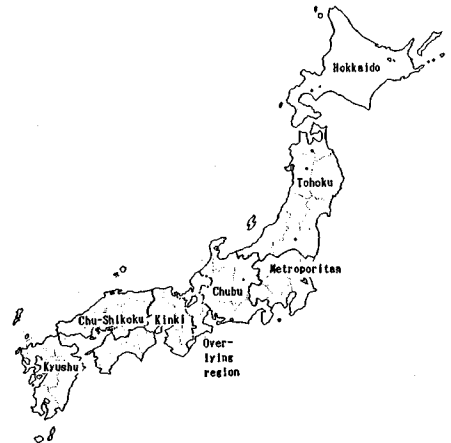 Hokkaido
Tohoku
Metroporitan
Chubu
Chu-Shikoku
Kinki
Over-
lying
region
Kyushu